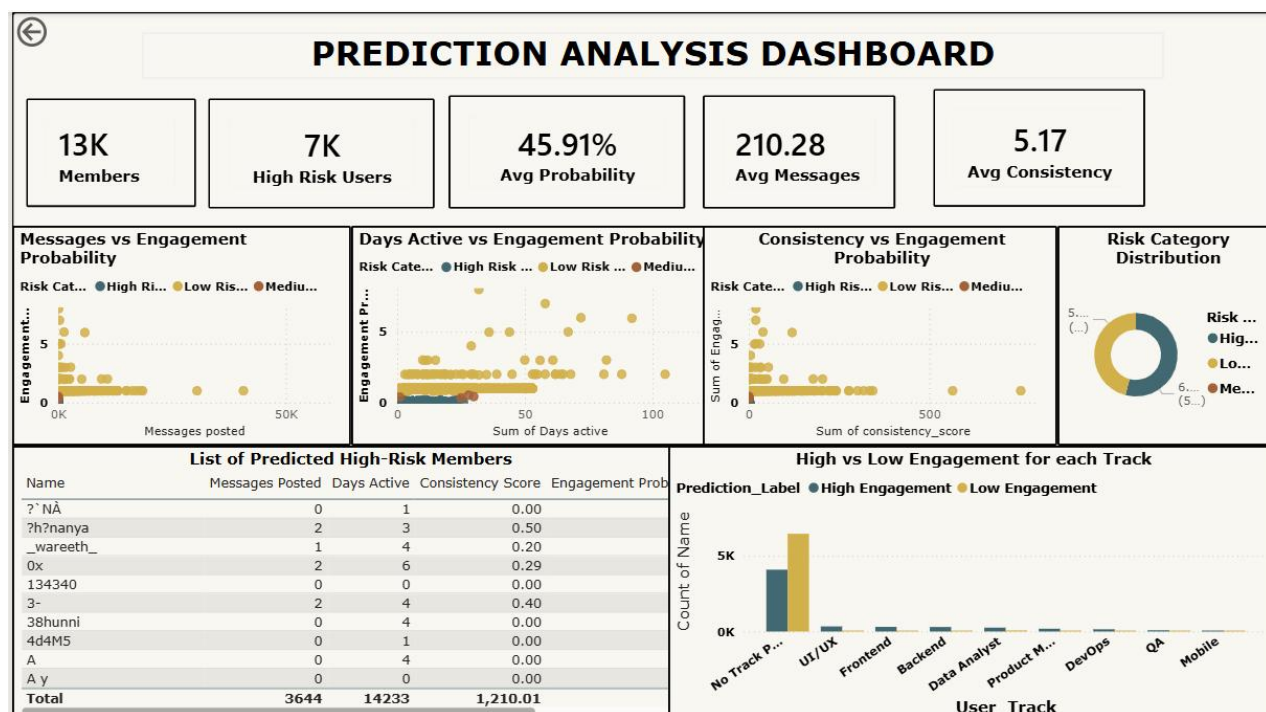 PREDICTION ANALYSIS DASHBOARD
13K
Members
7K
High Risk Users
45.91%
Avg Probability
210.28
Avg Messages
5.17
Avg Consistency
Messages vs Engagement
Probability
Risk Cat... High Ri... Low Ris... Mediu...
Engagement...
5
0
0K 50K
Messages posted
Days Active vs Engagement Probability
Risk Cate... High Risk ... Low Risk ... Mediu...
Engagement Pr...
5
0
0 50 100
Sum of Days active
Consistency vs Engagement
Probability
Risk Cate... High Ris... Low Ris... Mediu...
Sum of Engag...
5
0
0 500
Sum of consistency_score
Risk Category
Distribution
5....
(...)
6....
(5...)
Risk ...
Hig...
Lo...
Me...
List of Predicted High-Risk Members
Name Messages Posted Days Active Consistency Score Engagement Prob
?`NÀ 0 1 0.00
?h?nanya 2 3 0.50
_wareeth_ 1 4 0.20
0x 2 6 0.29
134340 0 0 0.00
3- 2 4 0.40
38hunni 0 4 0.00
4d4M5 0 1 0.00
A 0 4 0.00
A y 0 0 0.00
Total 3644 14233 1,210.01
High vs Low Engagement for each Track
Prediction_Label High Engagement Low Engagement
Count of Name
5K
0K
No Track P... UI/UX Frontend Backend Data Analyst Product M... DevOps QA Mobile
User_Track